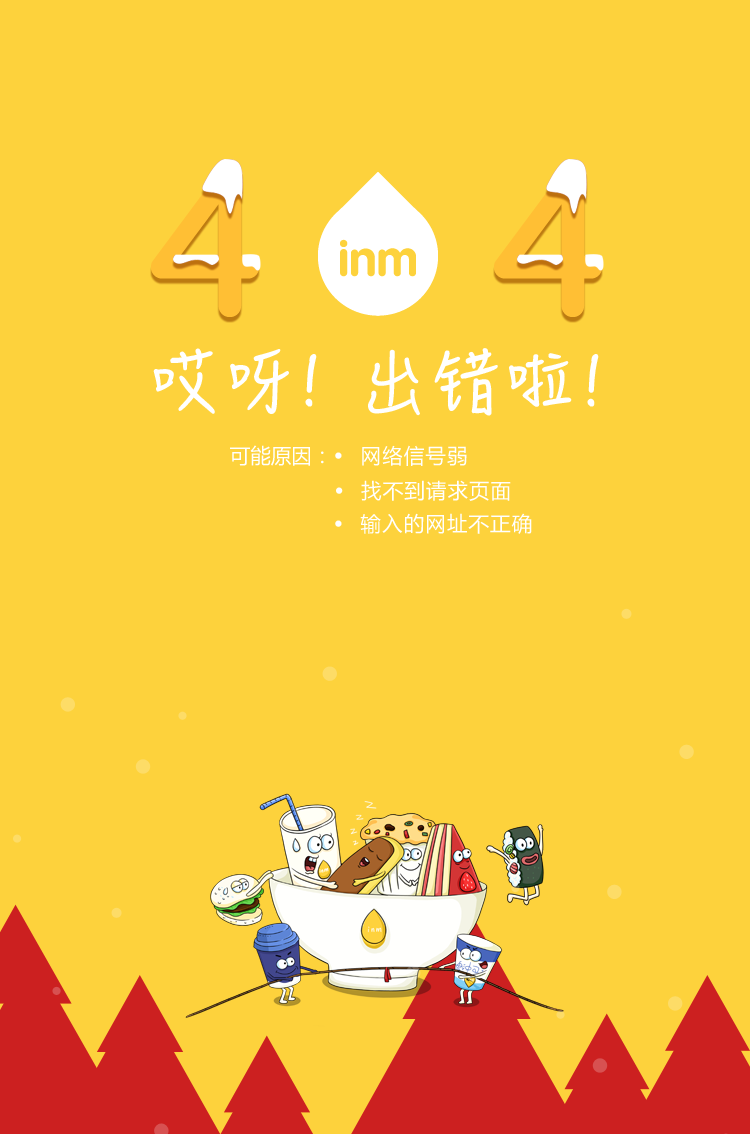 4 inm 4
哎呀！出错啦！
可能原因：• 网络信号弱
• 找不到请求页面
• 输入的网址不正确
inm